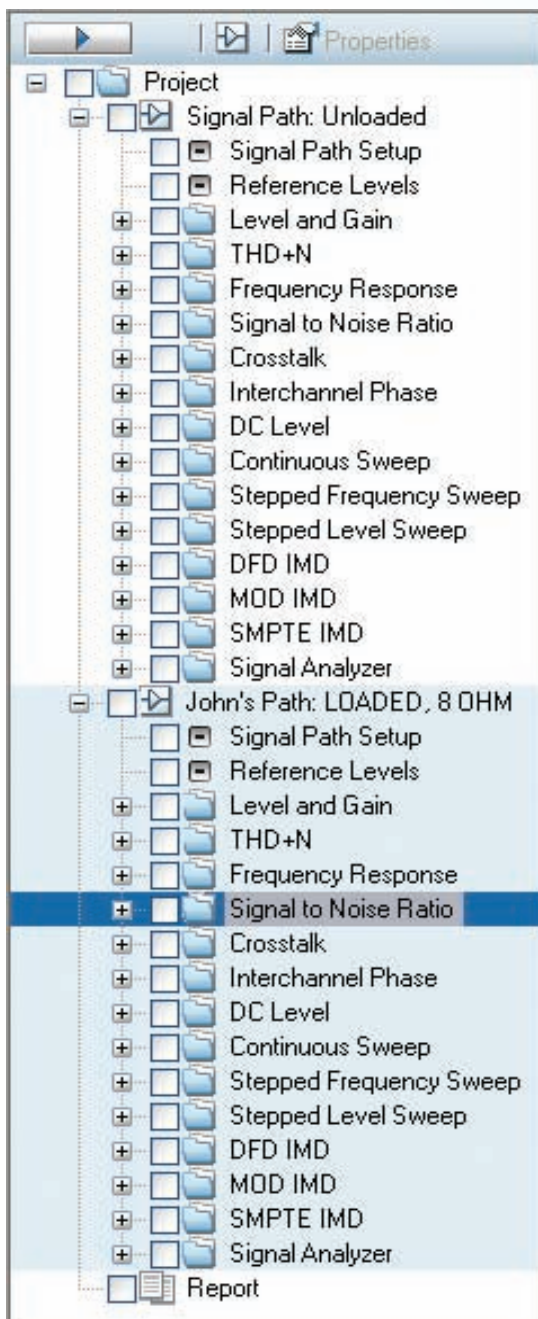 Properties
Project
Signal Path: Unloaded
Signal Path Setup
Reference Levels
Level and Gain
THD+N
Frequency Response
Signal to Noise Ratio
Crosstalk
Interchannel Phase
DC Level
Continuous Sweep
Stepped Frequency Sweep
Stepped Level Sweep
DFD IMD
MOD IMD
SMPTE IMD
Signal Analyzer
John's Path: LOADED, 8 OHM
Signal Path Setup
Reference Levels
Level and Gain
THD+N
Frequency Response
Signal to Noise Ratio
Crosstalk
Interchannel Phase
DC Level
Continuous Sweep
Stepped Frequency Sweep
Stepped Level Sweep
DFD IMD
MOD IMD
SMPTE IMD
Signal Analyzer
Report